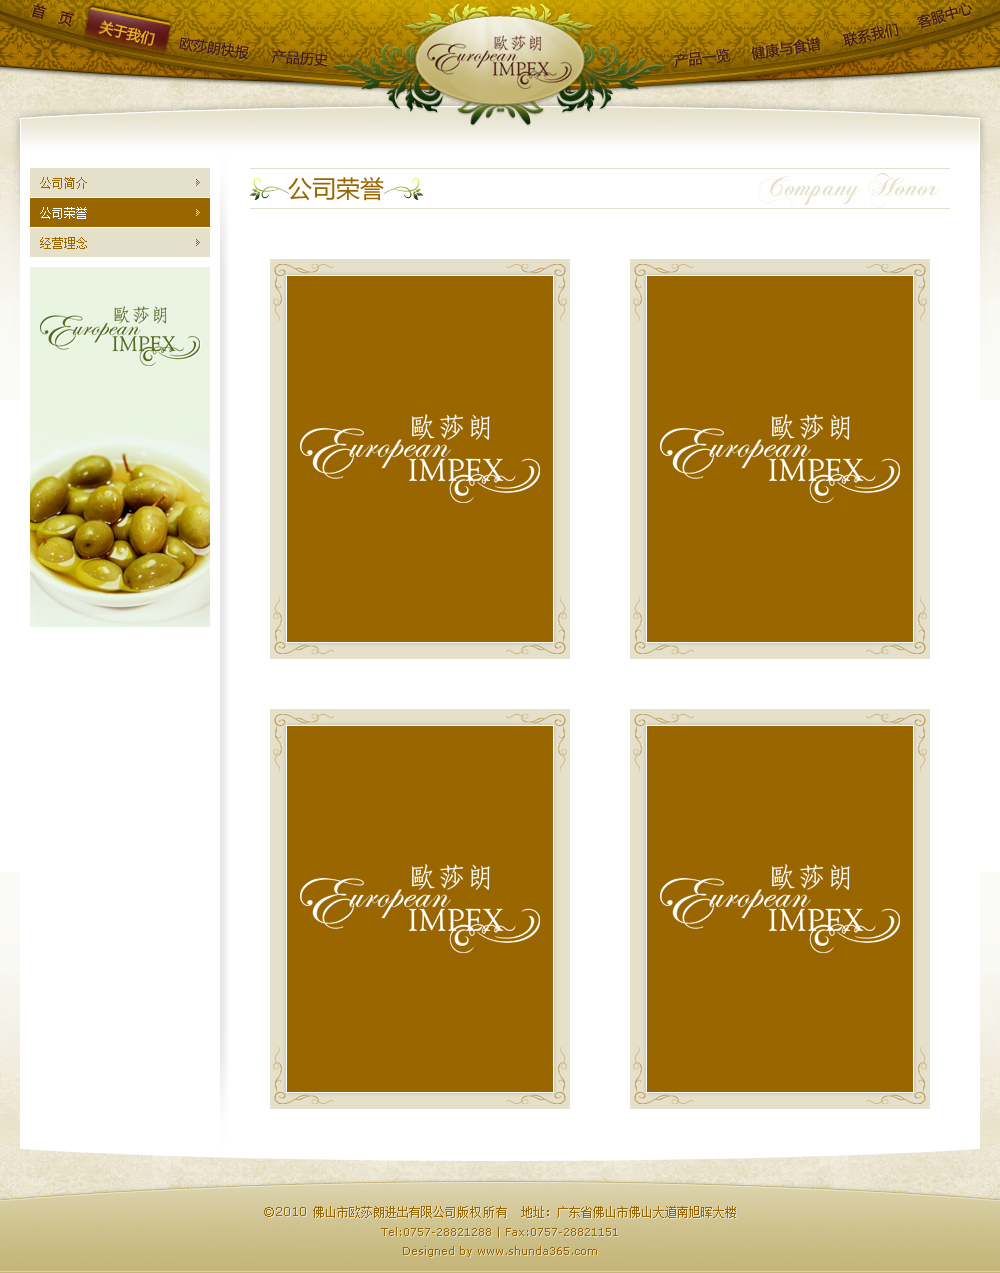 首 页
关于我们
欧莎朗快报
产品历史
歐莎朗
European
IMPEX
产品一览
健康与食谱
联系我们
客服中心
公司简介
公司荣誉
经营理念
歐莎朗
European
IMPEX
公司荣誉
Company Honor
歐莎朗
European
IMPEX
歐莎朗
European
IMPEX
歐莎朗
European
IMPEX
歐莎朗
European
IMPEX
©2010 佛山市欧莎朗进出有限公司版权所有 地址：广东省佛山市佛山大道南旭晖大楼
Tel:0757-28821288 | Fax:0757-28821151
Designed by www.shunda365.com